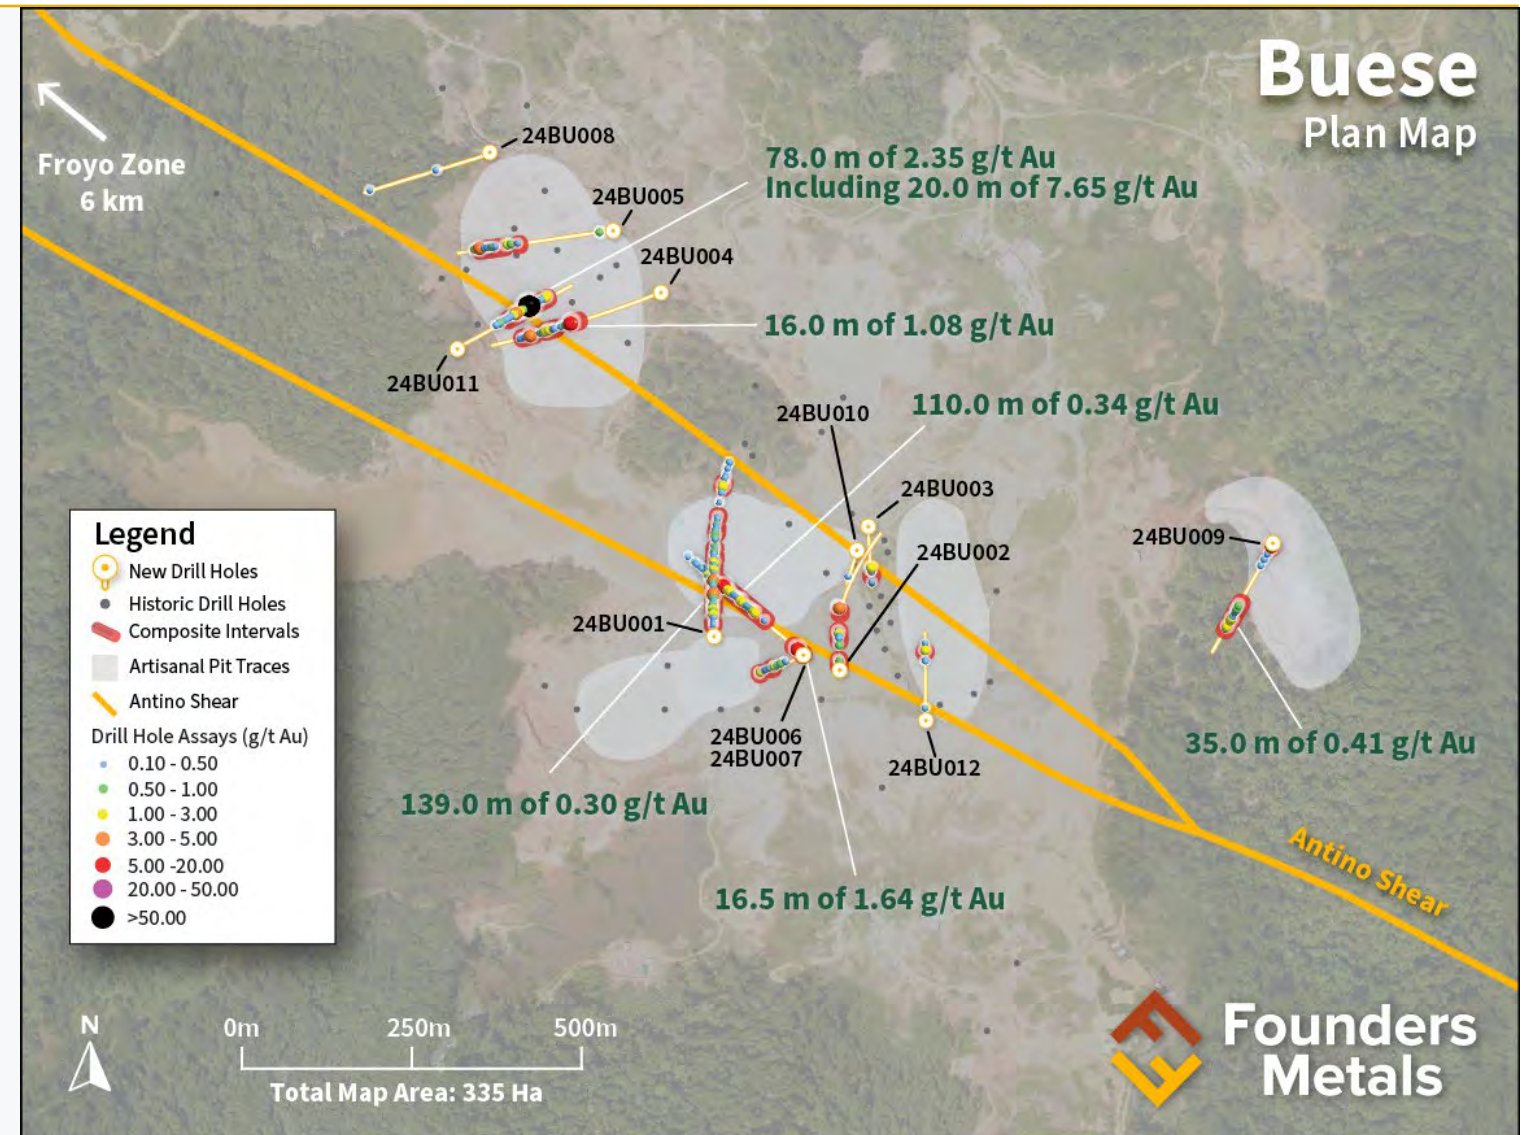 Buese
Plan Map
Froyo Zone
6 km
24BU008
78.0 m of 2.35 g/t Au
Including 20.0 m of 7.65 g/t Au
24BU005
24BU004
16.0 m of 1.08 g/t Au
24BU011
24BU010
110.0 m of 0.34 g/t Au
24BU003
24BU009
24BU002
24BU001
24BU006
24BU007
24BU012
35.0 m of 0.41 g/t Au
139.0 m of 0.30 g/t Au
16.5 m of 1.64 g/t Au
Antino Shear
Legend
New Drill Holes
Historic Drill Holes
Composite Intervals
Artisanal Pit Traces
Antino Shear
Drill Hole Assays (g/t Au)
0.10 - 0.50
0.50 - 1.00
1.00 - 3.00
3.00 - 5.00
5.00 -20.00
20.00 - 50.00
>50.00
N
0m 250m 500m
Total Map Area: 335 Ha
Founders
Metals